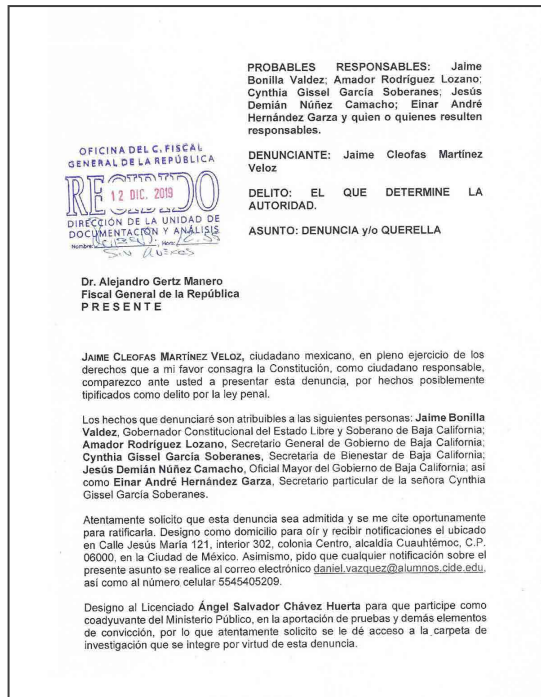 PROBABLES RESPONSABLES: Jaime
Bonilla Valdez; Amador Rodríguez Lozano;
Cynthia Gissel García Soberanes; Jesús
Demián Núñez Camacho; Einar André
Hernández Garza y quien o quienes resulten
responsables.
DENUNCIANTE: Jaime Cleofas Martínez
Veloz
DELITO: EL QUE DETERMINE LA
AUTORIDAD.
ASUNTO: DENUNCIA y/o QUERELLA
OFICINA DEL C. FISCAL
GENERAL DE LA REPÚBLICA
RECIBIDO
12 DIC. 2019
DIRECCIÓN DE LA UNIDAD DE
DOCUMENTACIÓN Y ANÁLISIS
Nombre: Hora:
Dr. Alejandro Gertz Manero
Fiscal General de la República
P R E S E N T E
JAIME CLEOFAS MARTÍNEZ VELOZ, ciudadano mexicano, en pleno ejercicio de los
derechos que a mi favor consagra la Constitución, como ciudadano responsable,
comparezco ante usted a presentar esta denuncia, por hechos posiblemente
tipificados como delito por la ley penal.
Los hechos que denunciaré son atribuibles a las siguientes personas: Jaime Bonilla
Valdez, Gobernador Constitucional del Estado Libre y Soberano de Baja California;
Amador Rodríguez Lozano, Secretario General de Gobierno de Baja California;
Cynthia Gissel García Soberanes, Secretaria de Bienestar de Baja California;
Jesús Demián Núñez Camacho, Oficial Mayor del Gobierno de Baja California; así
como Einar André Hernández Garza, Secretario particular de la señora Cynthia
Gissel García Soberanes.
Atentamente solicito que esta denuncia sea admitida y se me cite oportunamente
para ratificarla. Designo como domicilio para oír y recibir notificaciones el ubicado
en Calle Jesús María 121, interior 302, colonia Centro, alcaldía Cuauhtémoc, C.P.
06000, en la Ciudad de México. Asimismo, pido que cualquier notificación sobre el
presente asunto se realice al correo electrónico daniel.vazquez@alumnos.cide.edu,
así como al número celular 5545405209.
Designo al Licenciado Ángel Salvador Chávez Huerta para que participe como
coadyuvante del Ministerio Público, en la aportación de pruebas y demás elementos
de convicción, por lo que atentamente solicito se le dé acceso a la carpeta de
investigación que se integre por virtud de esta denuncia.